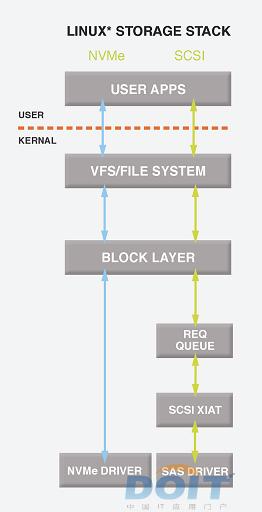 LINUX* STORAGE STACK
NVMe
SCSI
USER APPS
USER
KERNAL
VFS/FILE SYSTEM
BLOCK LAYER
REQ
QUEUE
SCSI XIAT
NVMe DRIVER
SAS DRIVER
DOIT
中国IT应用门户